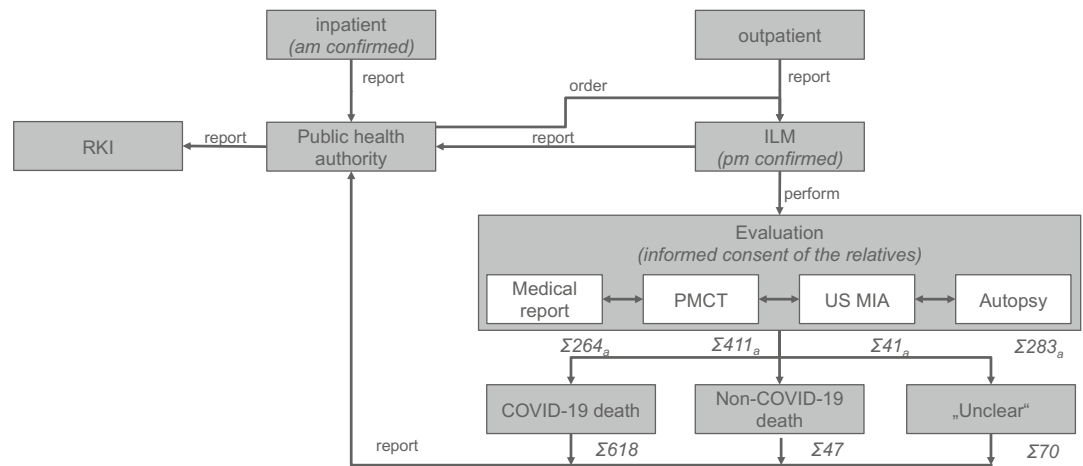 inpatient
(am confirmed)
outpatient
report
report
order
RKI
report
Public health
authority
report
ILM
(pm confirmed)
perform
Evaluation
(informed consent of the relatives)
Medical
report
PMCT
US MIA
Autopsy
Σ264a
Σ411a
Σ41a
Σ283a
COVID-19 death
Non-COVID-19
death
„Unclear“
report
Σ618
Σ47
Σ70